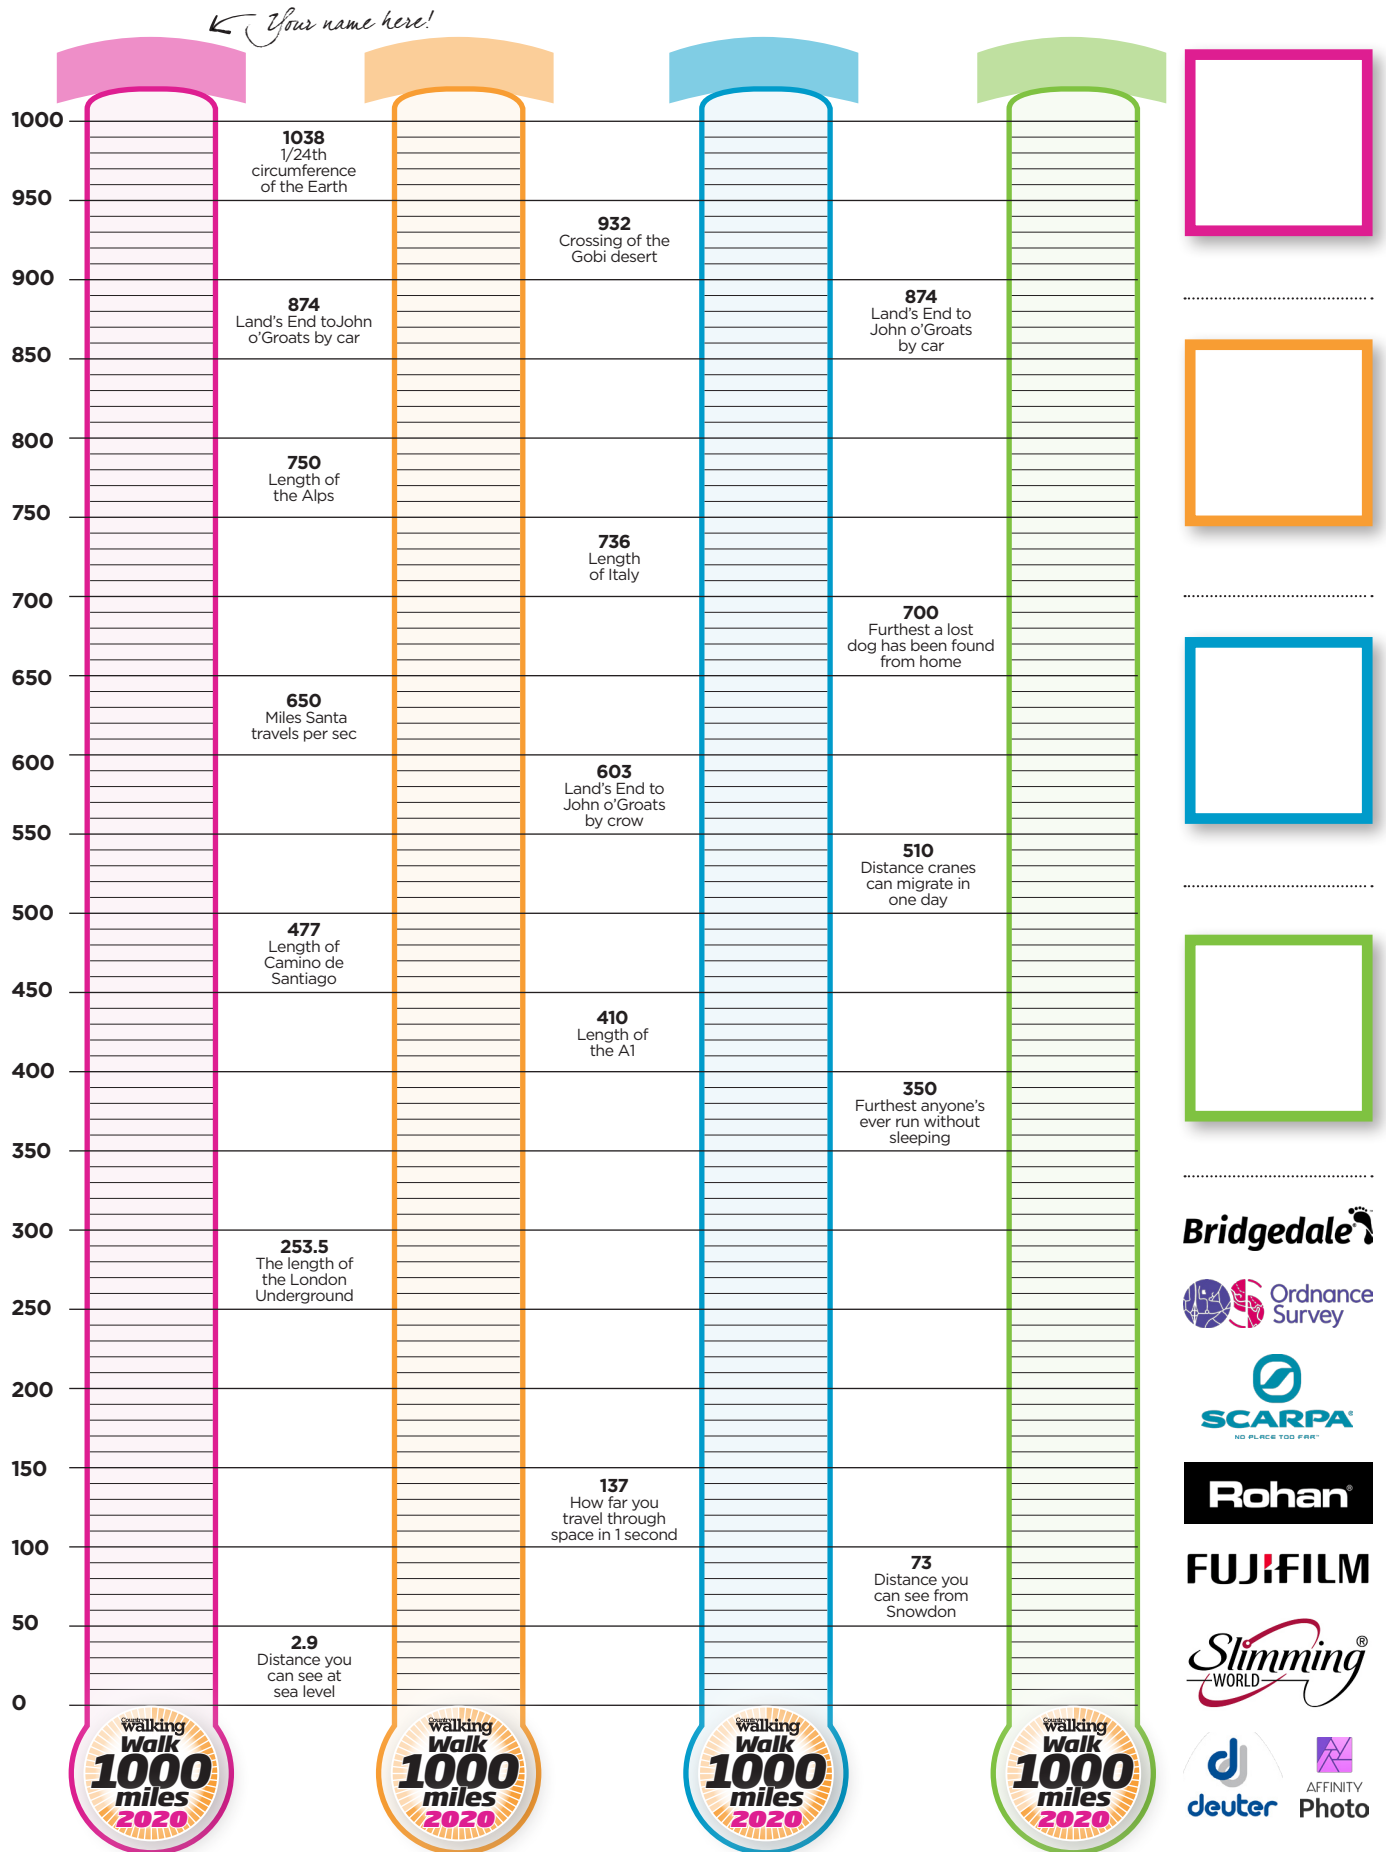 Your name here!
1000
1038
1/24th
circumference
of the Earth
950
932
Crossing of the
Gobi desert
900
874
Land's End toJohn
o'Groats by car
874
Land's End to
John o'Groats
by car
850
800
750
Length of
the Alps
750
736
Length
of Italy
700
700
Furthest a lost
dog has been found
from home
650
650
Miles Santa
travels per sec
600
603
Land's End to
John o'Groats
by crow
550
510
Distance cranes
can migrate in
one day
500
477
Length of
Camino de
Santiago
450
410
Length of
the A1
400
350
Furthest anyone's
ever run without
sleeping
350
300
253.5
The length of
the London
Underground
250
200
150
137
How far you
travel through
space in 1 second
100
73
Distance you
can see from
Snowdon
50
2.9
Distance you
can see at
sea level
0
Country
walking
Walk
1000
miles
2020
Country
walking
Walk
1000
miles
2020
Country
walking
Walk
1000
miles
2020
Country
walking
Walk
1000
miles
2020
Bridgedale
OS Ordnance
Survey
SCARPA®
NO PLACE TOO FAR™
Rohan®
FUJIFILM
Slimming®
WORLD
deuter
AFFINITY
Photo